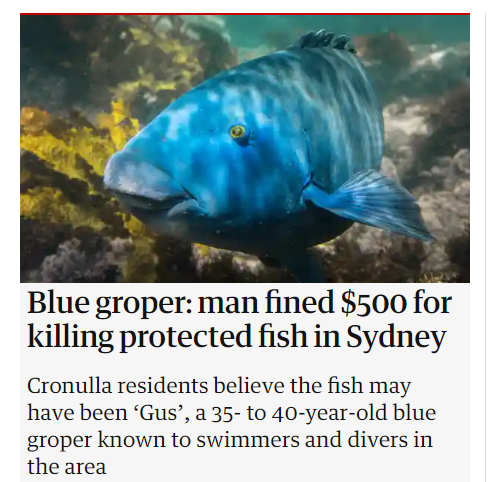 Blue groper: man fined $500 for
killing protected fish in Sydney
Cronulla residents believe the fish may
have been ‘Gus’, a 35- to 40-year-old blue
groper known to swimmers and divers in
the area